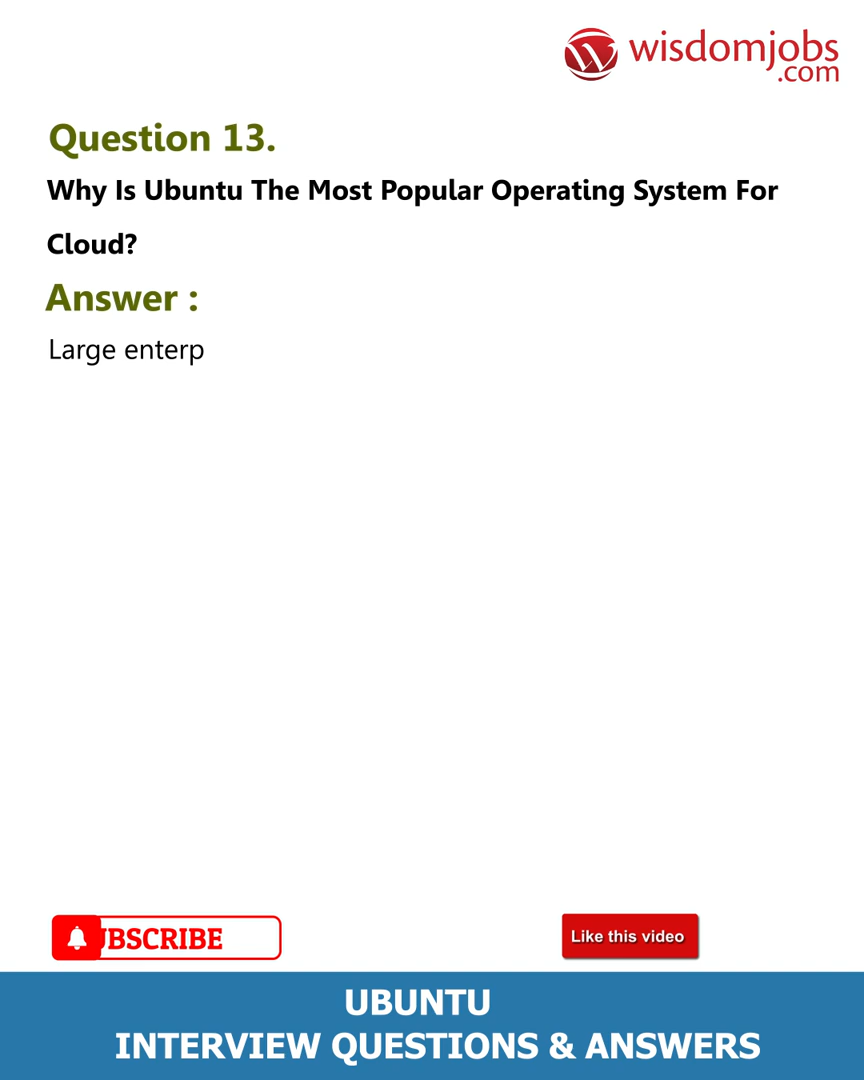 wisdomjobs
.com
Question 13.
Why Is Ubuntu The Most Popular Operating System For
Cloud?
Answer :
Large enterp
UBSCRIBE
Like this video
UBUNTU
INTERVIEW QUESTIONS & ANSWERS